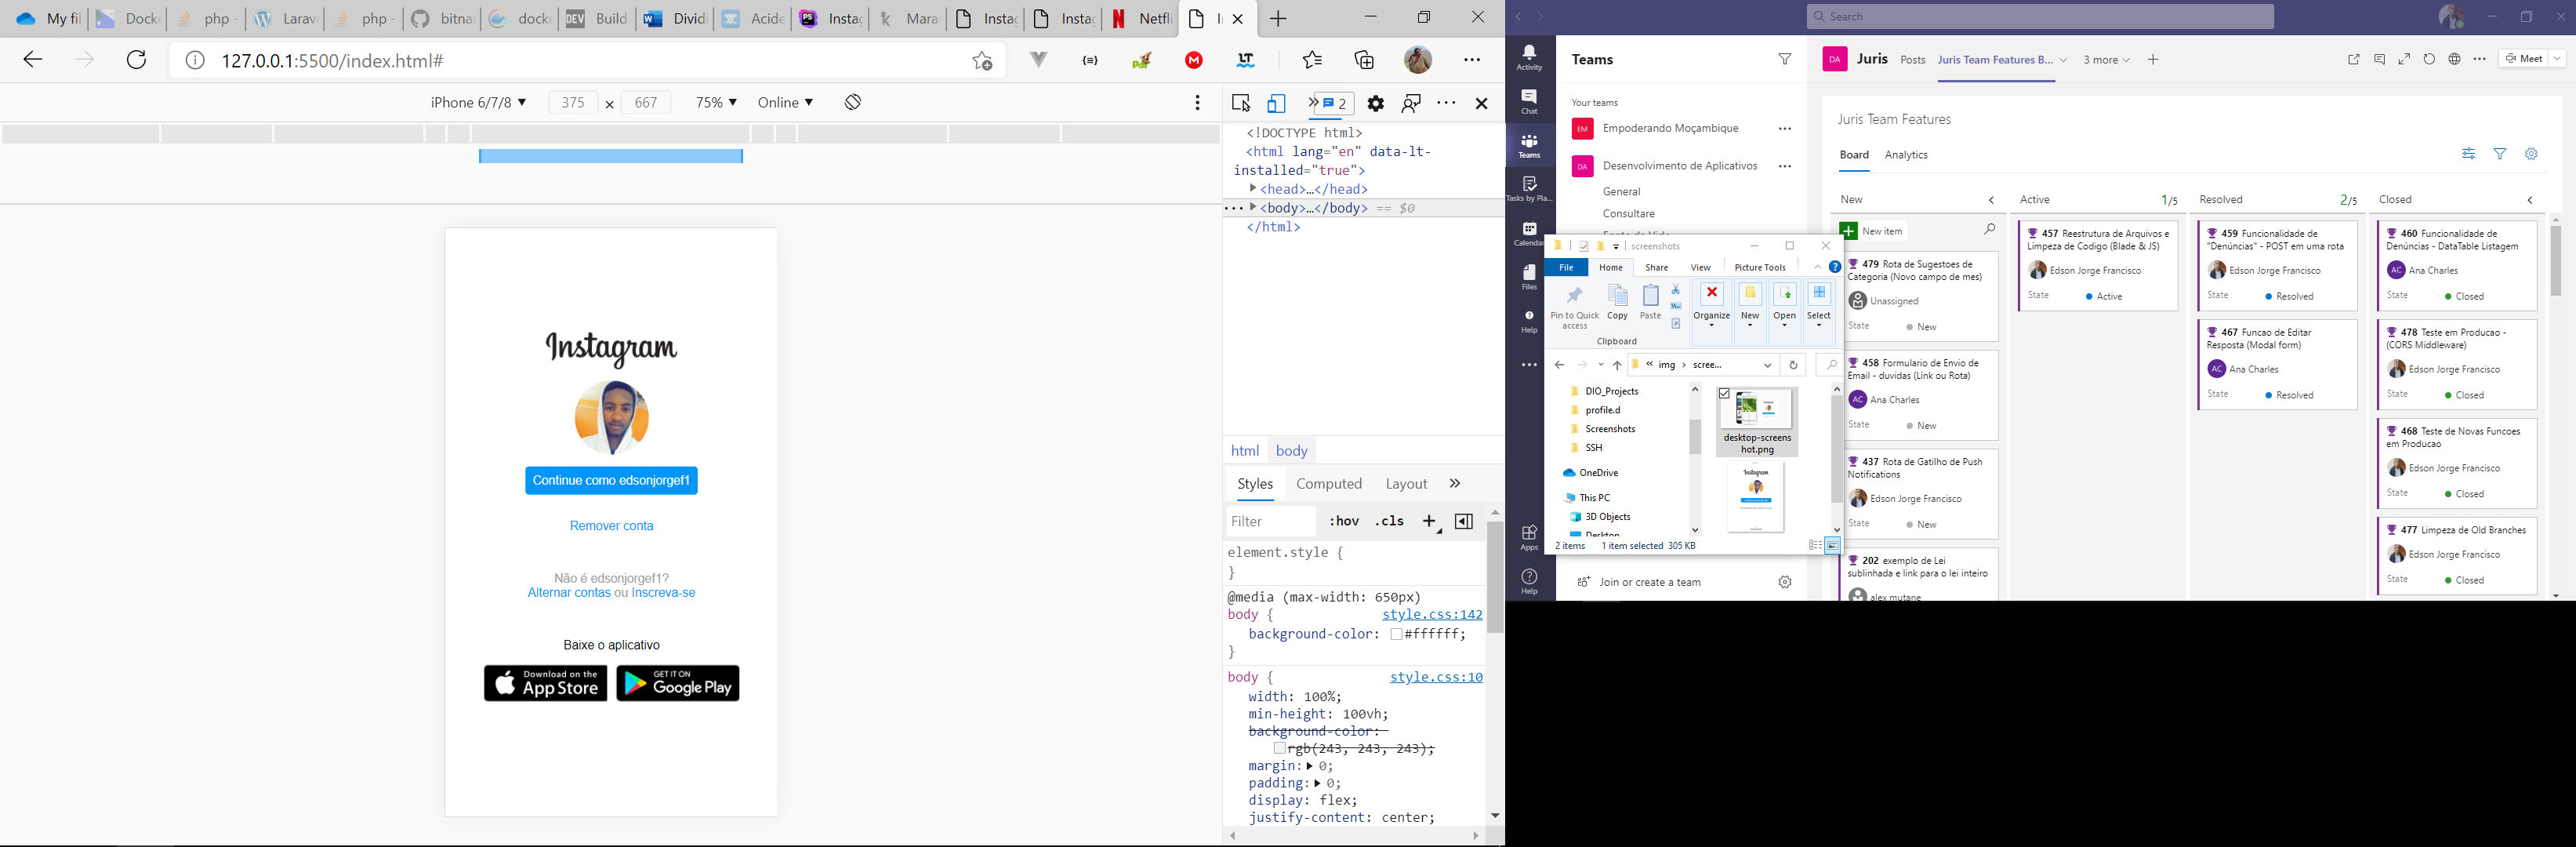 My fil
Docke
php -
Larave
php -
bitnar
docke
DEV
Build
Dividi
Acide
Instag
Mara
Instag
Instag
Netfli
127.0.0.1:5500/index.html#
iPhone 6/7/8 ▼ 375 × 667 75% ▼ Online ▼
Instagram
Continue como edsonjorgef1
Remover conta
Não é edsonjorgef1?
Alternar contas ou Inscreva-se
Baixe o aplicativo
Download on the
App Store
GET IT ON
Google Play
2
<!DOCTYPE html>
<html lang="en" data-lt-
installed="true">
<head>…</head>
<body>…</body> == $0
</html>
html body
Styles Computed Layout
Filter :hov .cls
element.style {
}
@media (max-width: 650px)
body { style.css:142
background-color: #ffffff;
}
body { style.css:10
width: 100%;
min-height: 100vh;
background-color:
rgb(243, 243, 243);
margin: 0;
padding: 0;
display: flex;
justify-content: center;
Search
Activity
Chat
Teams
Tasks by Pla...
Calendar
Files
Help
Apps
Help
Teams
Your teams
EM Empoderando Moçambique
DA Desenvolvimento de Aplicativos
General
Consultare
Join or create a team
screenshots
File Home Share View Picture Tools
Pin to Quick
access
Copy
Paste
Organize
New
Open
Select
Clipboard
« img › scree...
DIO_Projects
profile.d
Screenshots
SSH
OneDrive
This PC
3D Objects
Desktop
desktop-screens
hot.png
Instagram
2 items 1 item selected 305 KB
DA Juris Posts Juris Team Features B... 3 more Meet
Juris Team Features
Board Analytics
New
New item
479 Rota de Sugestoes de
Categoria (Novo campo de mes)
Unassigned
State New
458 Formulario de Envio de
Email - duvidas (Link ou Rota)
AC Ana Charles
State New
437 Rota de Gatilho de Push
Notifications
Edson Jorge Francisco
State New
202 exemplo de Lei
sublinhada e link para o lei inteiro
alex mutane
Active 1/5
457 Reestrutura de Arquivos e
Limpeza de Codigo (Blade & JS)
Edson Jorge Francisco
State Active
Resolved 2/5
459 Funcionalidade de
"Denúncias" - POST em uma rota
Edson Jorge Francisco
State Resolved
467 Funcao de Editar
Resposta (Modal form)
AC Ana Charles
State Resolved
Closed
460 Funcionalidade de
Denúncias - DataTable Listagem
AC Ana Charles
State Closed
478 Teste em Producao -
(CORS Middleware)
Edson Jorge Francisco
State Closed
468 Teste de Novas Funcoes
em Producao
Edson Jorge Francisco
State Closed
477 Limpeza de Old Branches
Edson Jorge Francisco
State Closed